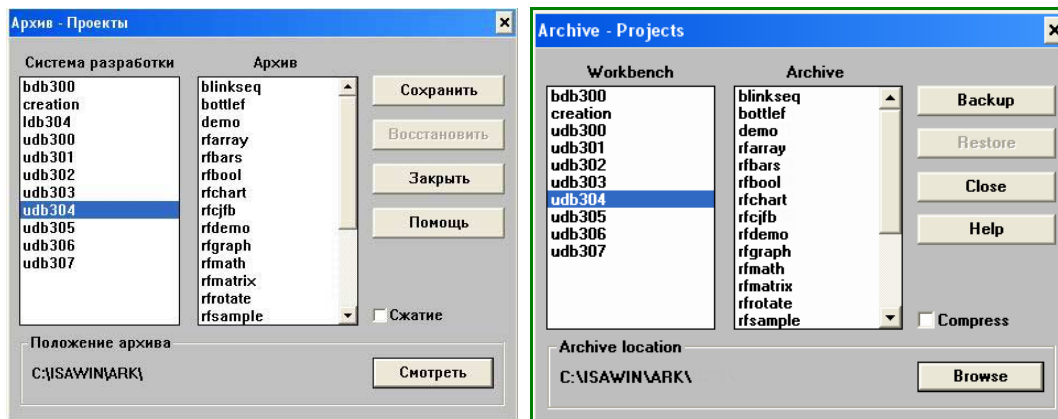 Архив - Проекты
Система разработки
Архив
bdb300
creation
ldb304
udb300
udb301
udb302
udb303
udb304
udb305
udb306
udb307
blinkseq
bottlef
demo
rfarray
rfbars
rfbool
rfchart
rfcjfb
rfdemo
rfgraph
rfmath
rfmatrix
rfrotate
rfsample
Сохранить
Восстановить
Закрыть
Помощь
Сжатие
Положение архива
C:\ISAWIN\ARK\
Смотреть
Archive - Projects
Workbench
Archive
bdb300
creation
udb300
udb301
udb302
udb303
udb304
udb305
udb306
udb307
blinkseq
bottlef
demo
rfarray
rfbars
rfbool
rfchart
rfcjfb
rfdemo
rfgraph
rfmath
rfmatrix
rfrotate
rfsample
Backup
Restore
Close
Help
Compress
Archive location
C:\ISAWIN\ARK\
Browse